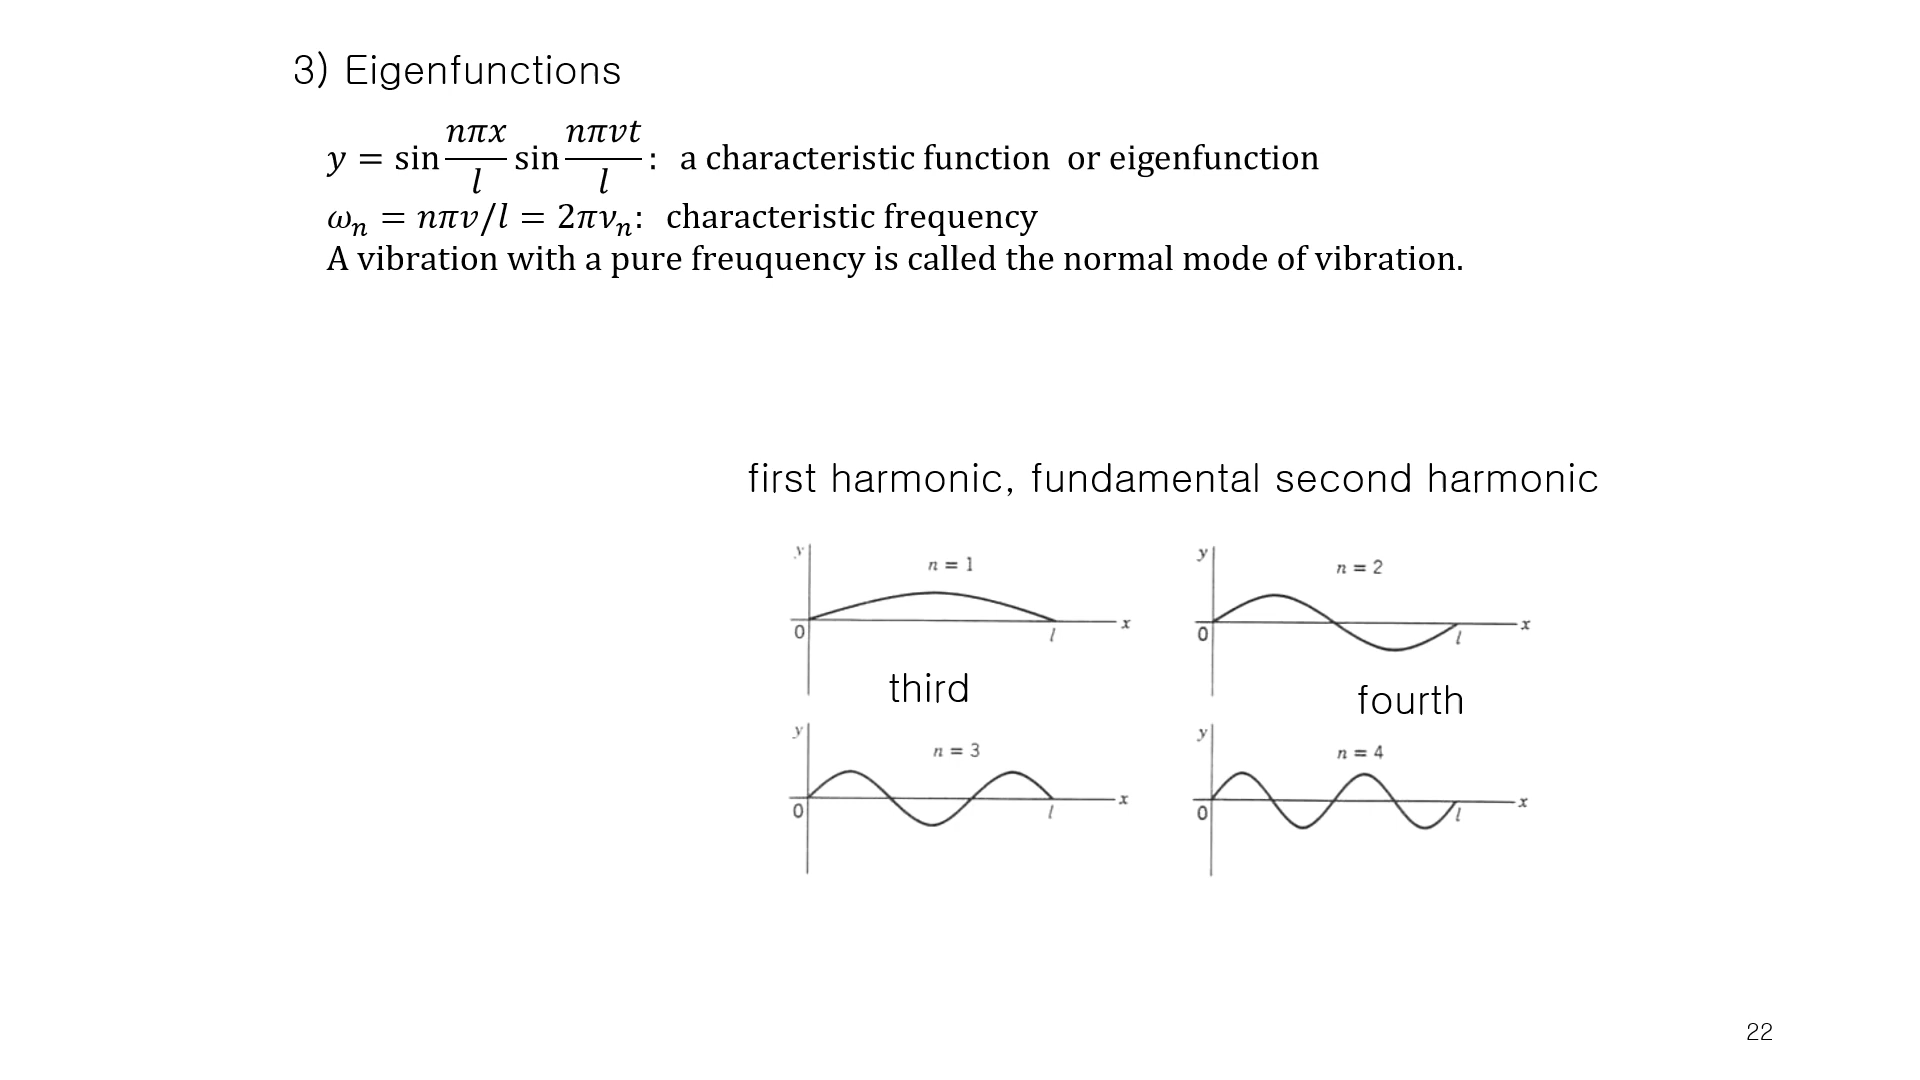 3) Eigenfunctions
y = sin nπx/l sin nπvt/l : a characteristic function or eigenfunction
ωₙ = nπv/l = 2πνₙ: characteristic frequency
A vibration with a pure freuquency is called the normal mode of vibration.
first harmonic, fundamental second harmonic
y n = 1 0 l x
y n = 2 0 l x
third
fourth
y n = 3 0 l x
y n = 4 0 l x
22